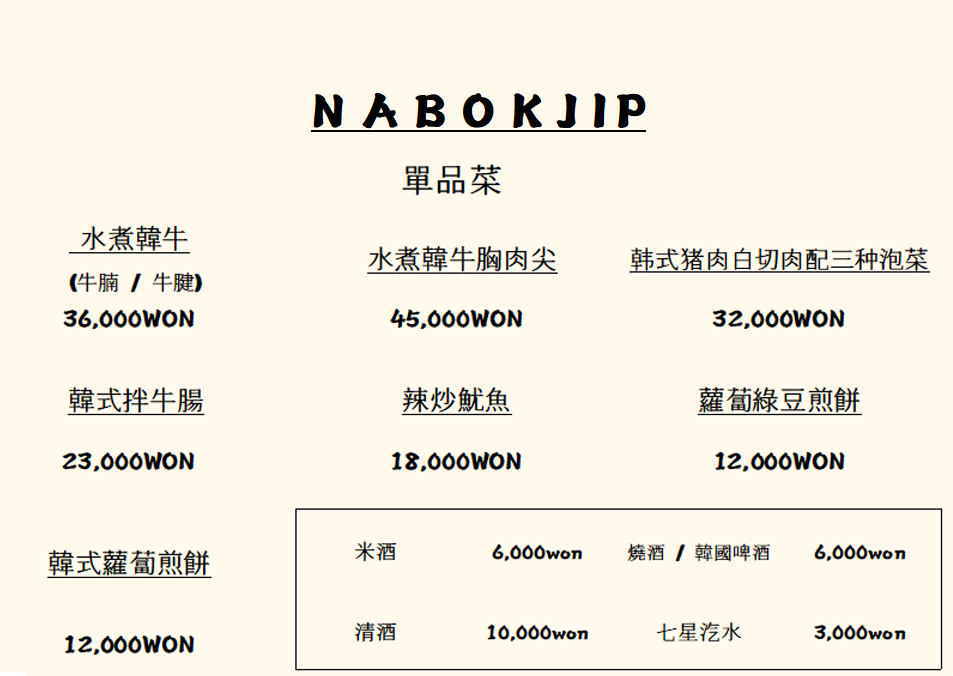 NABOKJIP
單品菜
水煮韓牛
(牛腩 / 牛腱)
36,000WON
水煮韓牛胸肉尖
45,000WON
韩式猪肉白切肉配三种泡菜
32,000WON
韓式拌牛腸
23,000WON
辣炒魷魚
18,000WON
蘿蔔綠豆煎餅
12,000WON
韓式蘿蔔煎餅
12,000WON
米酒 6,000won 燒酒 / 韓國啤酒 6,000won
清酒 10,000won 七星汔水 3,000won